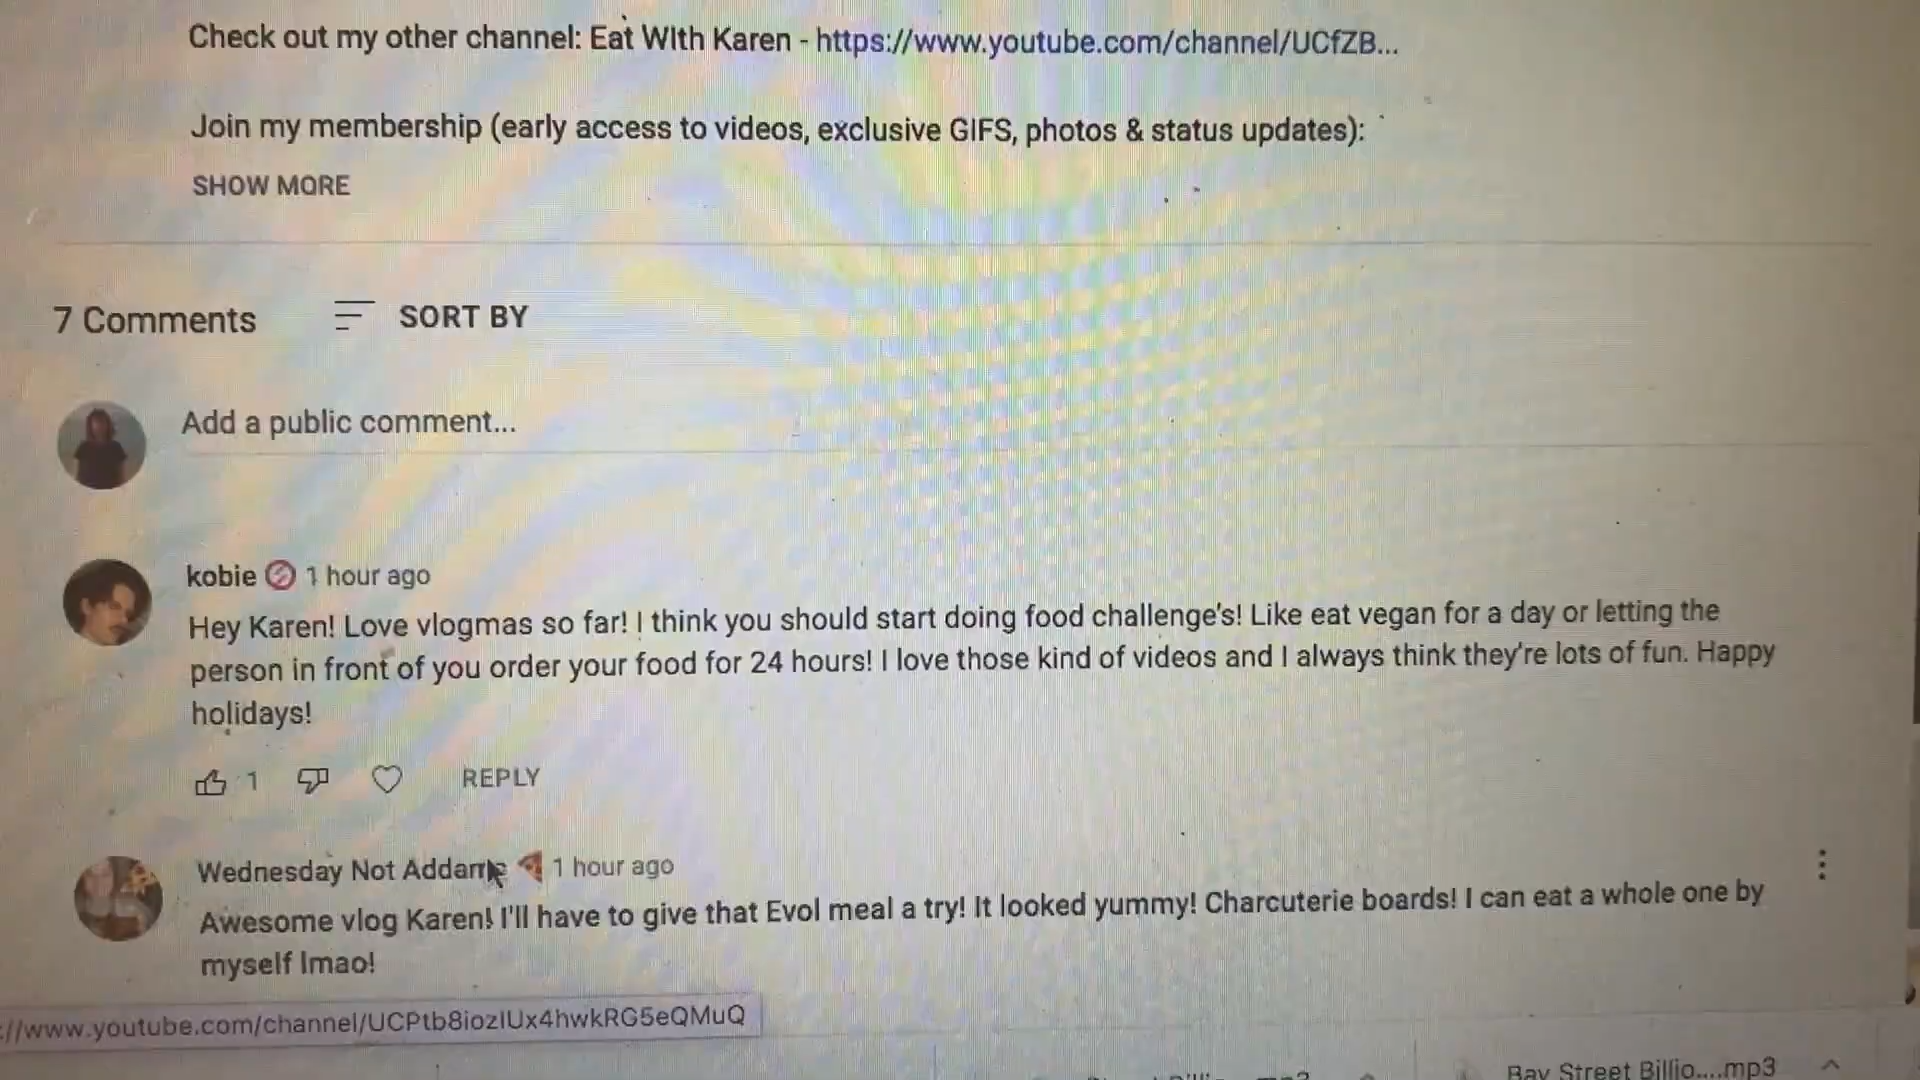 Check out my other channel: Eat WIth Karen - https://www.youtube.com/channel/UCfZB...
Join my membership (early access to videos, exclusive GIFS, photos & status updates):
SHOW MORE
7 Comments SORT BY
Add a public comment...
kobie 1 hour ago
Hey Karen! Love vlogmas so far! I think you should start doing food challenge's! Like eat vegan for a day or letting the
person in front of you order your food for 24 hours! I love those kind of videos and I always think they're lots of fun. Happy
holidays!
1 REPLY
Wednesday Not 1 hour ago
Awesome vlog Karen! I'll have to give that Evol meal a try! It looked yummy! Charcuterie boards! I can eat a whole one by
myself lmao!
://www.youtube.com/channel/UCPtb8iozIUx4hwkRG5eQMuQ
Bay Street Billio....mp3